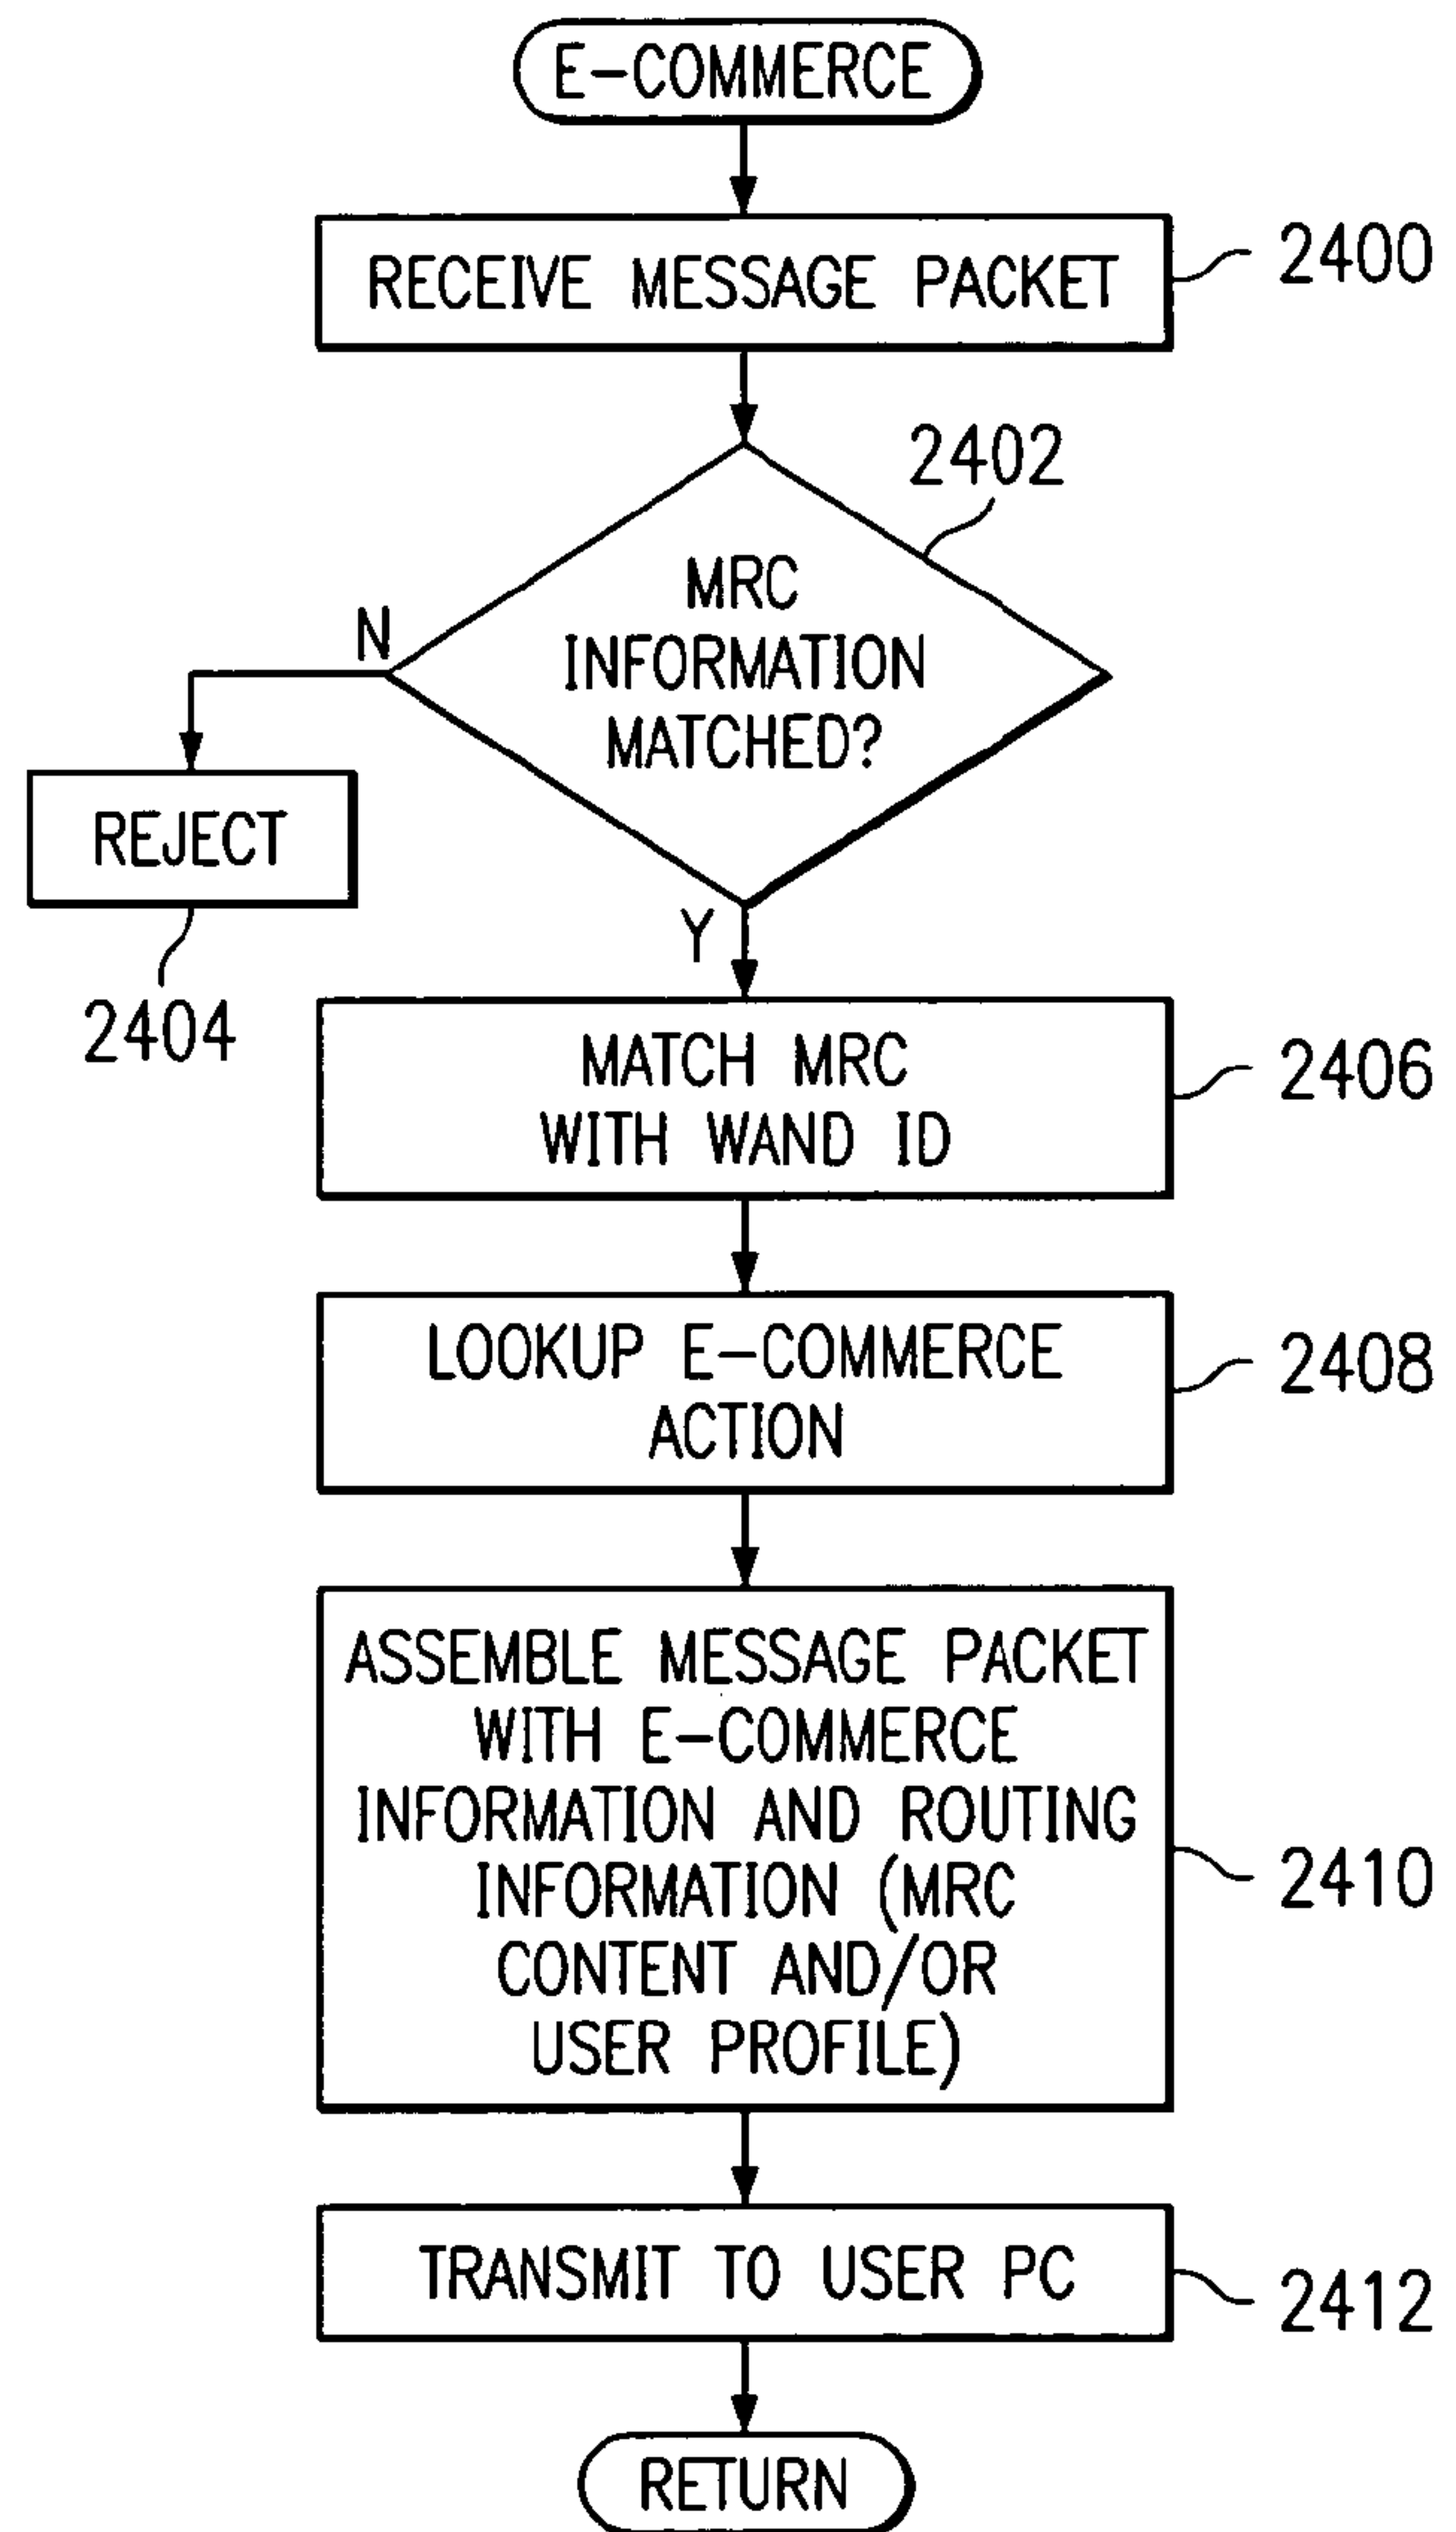 E-COMMERCE
RECEIVE MESSAGE PACKET
2400
2402
MRC
INFORMATION
MATCHED?
N
REJECT
2404
Y
MATCH MRC
WITH WAND ID
2406
LOOKUP E-COMMERCE
ACTION
2408
ASSEMBLE MESSAGE PACKET
WITH E-COMMERCE
INFORMATION AND ROUTING
INFORMATION (MRC
CONTENT AND/OR
USER PROFILE)
2410
TRANSMIT TO USER PC
2412
RETURN